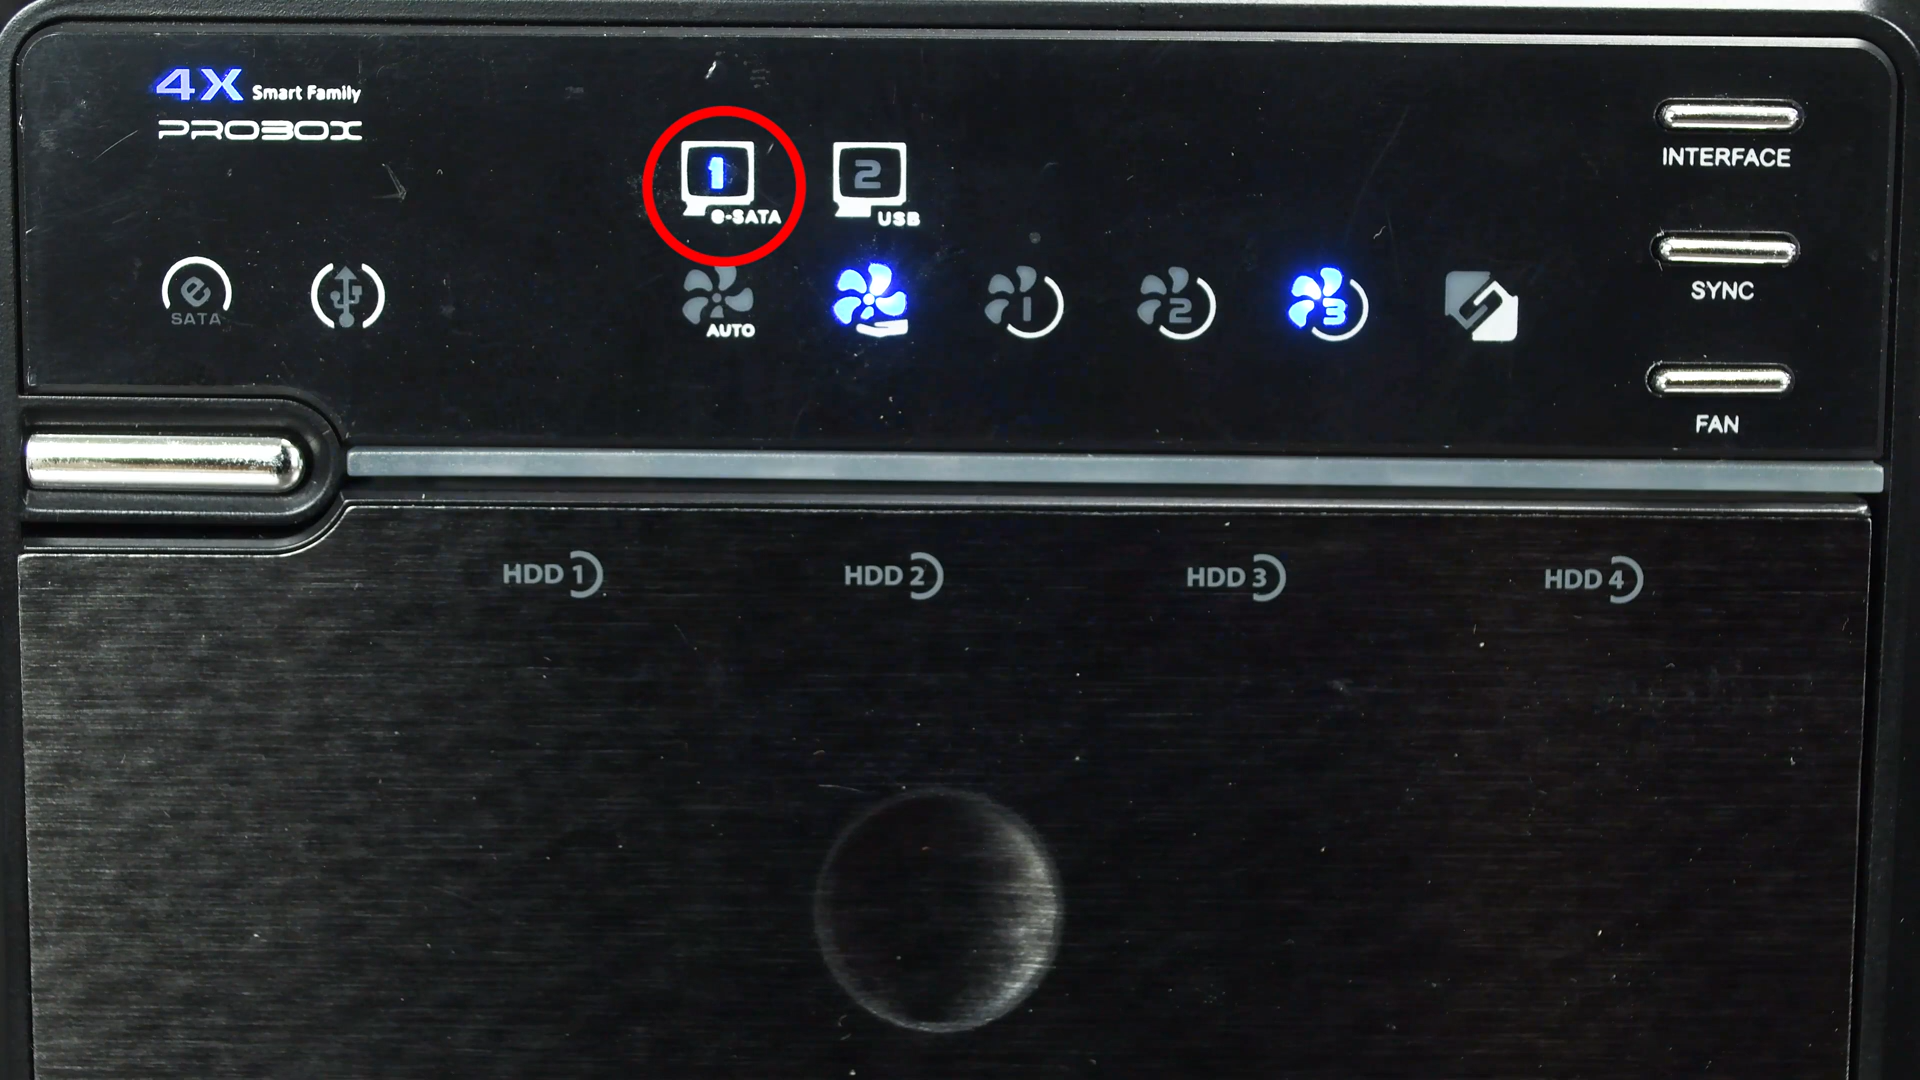 4X Smart Family
PROBOX
1
e-SATA
2
USB
INTERFACE
e
SATA
AUTO
1
2
3
SYNC
FAN
HDD 1
HDD 2
HDD 3
HDD 4